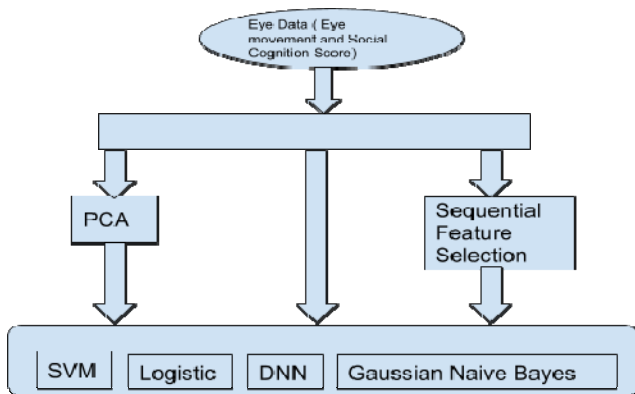 Eye Data ( Eye
movement and Social
Cognition Score)
PCA
Sequential
Feature
Selection
SVM
Logistic
DNN
Gaussian Naive Bayes